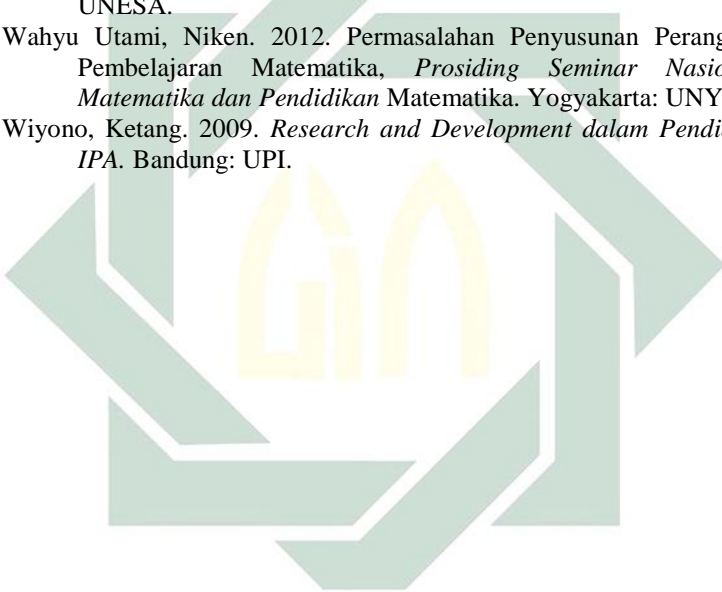 UNESA.
Wahyu Utami, Niken. 2012. Permasalahan Penyusunan Perang
Pembelajaran Matematika, Prosiding Seminar Nasio
Matematika dan Pendidikan Matematika. Yogyakarta: UNY
Wiyono, Ketang. 2009. Research and Development dalam Pendi
IPA. Bandung: UPI.